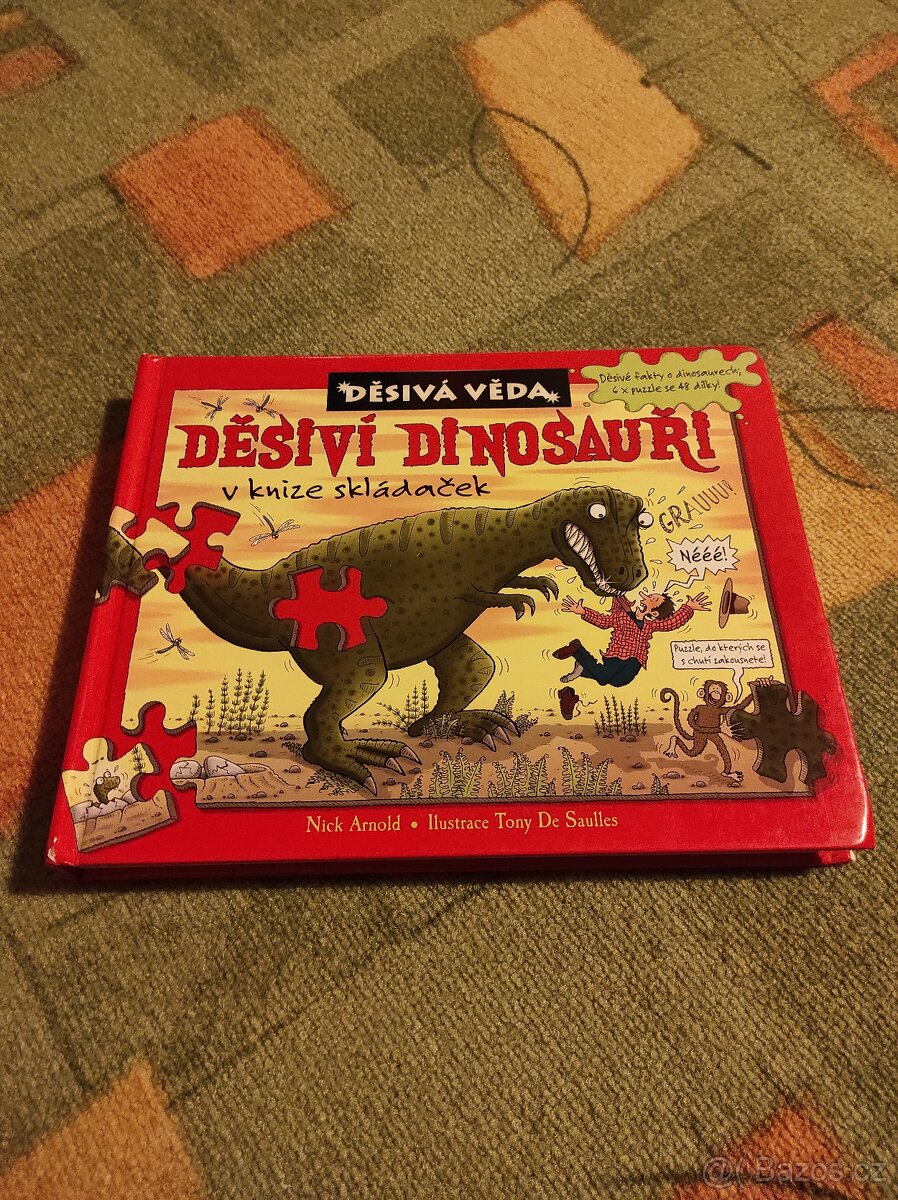 DĚSIVÁ VĚDA
Děsivé fakty o dinosaurech,
6 x puzzle se 48 dílky!
DĚSIVÍ DINOSAUŘI
v knize skládaček
GRAUUU!
Nééé!
Puzzle, do kterých se
s chutí zakousnete!
Nick Arnold • Ilustrace Tony De Saulles
@ Bazos.cz